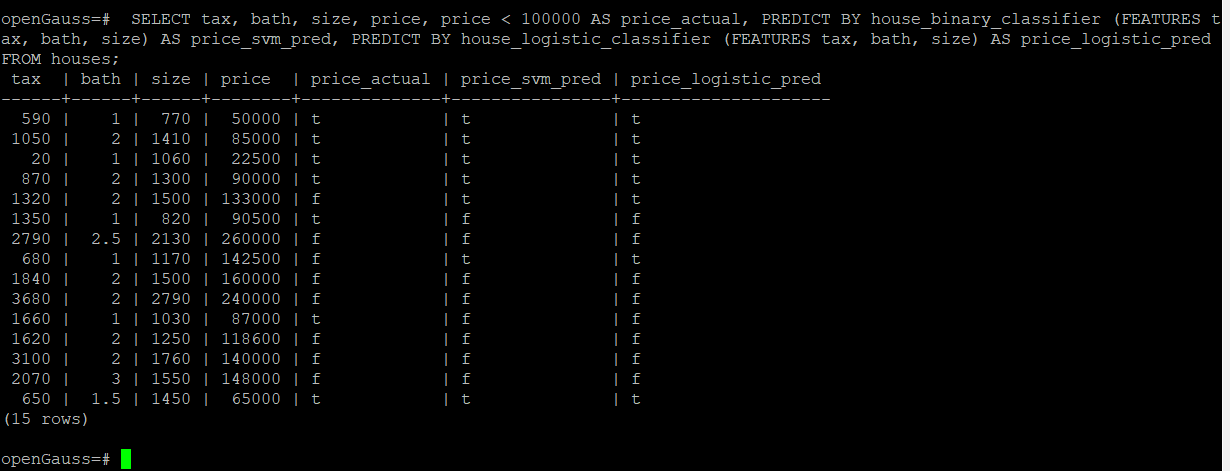 openGauss=#  SELECT tax, bath, size, price, price < 100000 AS price_actual, PREDICT BY house_binary_classifier (FEATURES t
ax, bath, size) AS price_svm_pred, PREDICT BY house_logistic_classifier (FEATURES tax, bath, size) AS price_logistic_pred
FROM houses;
 tax  | bath | size | price  | price_actual | price_svm_pred | price_logistic_pred
------+------+------+--------+--------------+----------------+---------------------
  590 |    1 |  770 |  50000 | t            | t              | t
 1050 |    2 | 1410 |  85000 | t            | t              | t
   20 |    1 | 1060 |  22500 | t            | t              | t
  870 |    2 | 1300 |  90000 | t            | t              | t
 1320 |    2 | 1500 | 133000 | f            | t              | t
 1350 |    1 |  820 |  90500 | t            | f              | f
 2790 |  2.5 | 2130 | 260000 | f            | f              | f
  680 |    1 | 1170 | 142500 | f            | t              | t
 1840 |    2 | 1500 | 160000 | f            | f              | f
 3680 |    2 | 2790 | 240000 | f            | f              | f
 1660 |    1 | 1030 |  87000 | t            | f              | f
 1620 |    2 | 1250 | 118600 | f            | f              | f
 3100 |    2 | 1760 | 140000 | f            | f              | f
 2070 |    3 | 1550 | 148000 | f            | f              | f
  650 |  1.5 | 1450 |  65000 | t            | t              | t
(15 rows)
openGauss=#